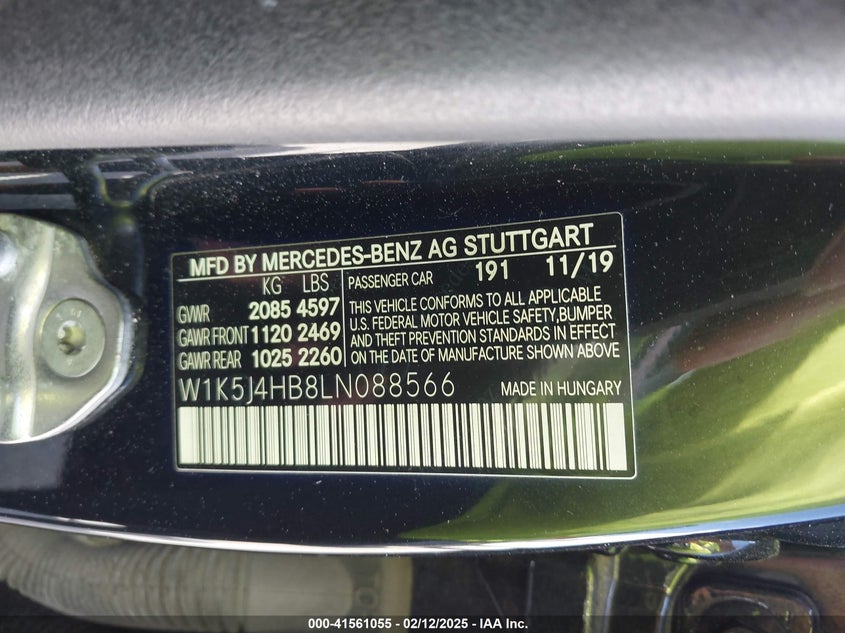 MFD BY MERCEDES-BENZ AG STUTTGART
KG LBS
GVWR 2085 4597
GAWR FRONT 1120 2469
GAWR REAR 1025 2260
PASSENGER CAR 191 11/19
THIS VEHICLE CONFORMS TO ALL APPLICABLE
U.S. FEDERAL MOTOR VEHICLE SAFETY,BUMPER
AND THEFT PREVENTION STANDARDS IN EFFECT
ON THE DATE OF MANUFACTURE SHOWN ABOVE
W1K5J4HB8LN088566 MADE IN HUNGARY
000-41561055 - 02/12/2025 - IAA Inc.